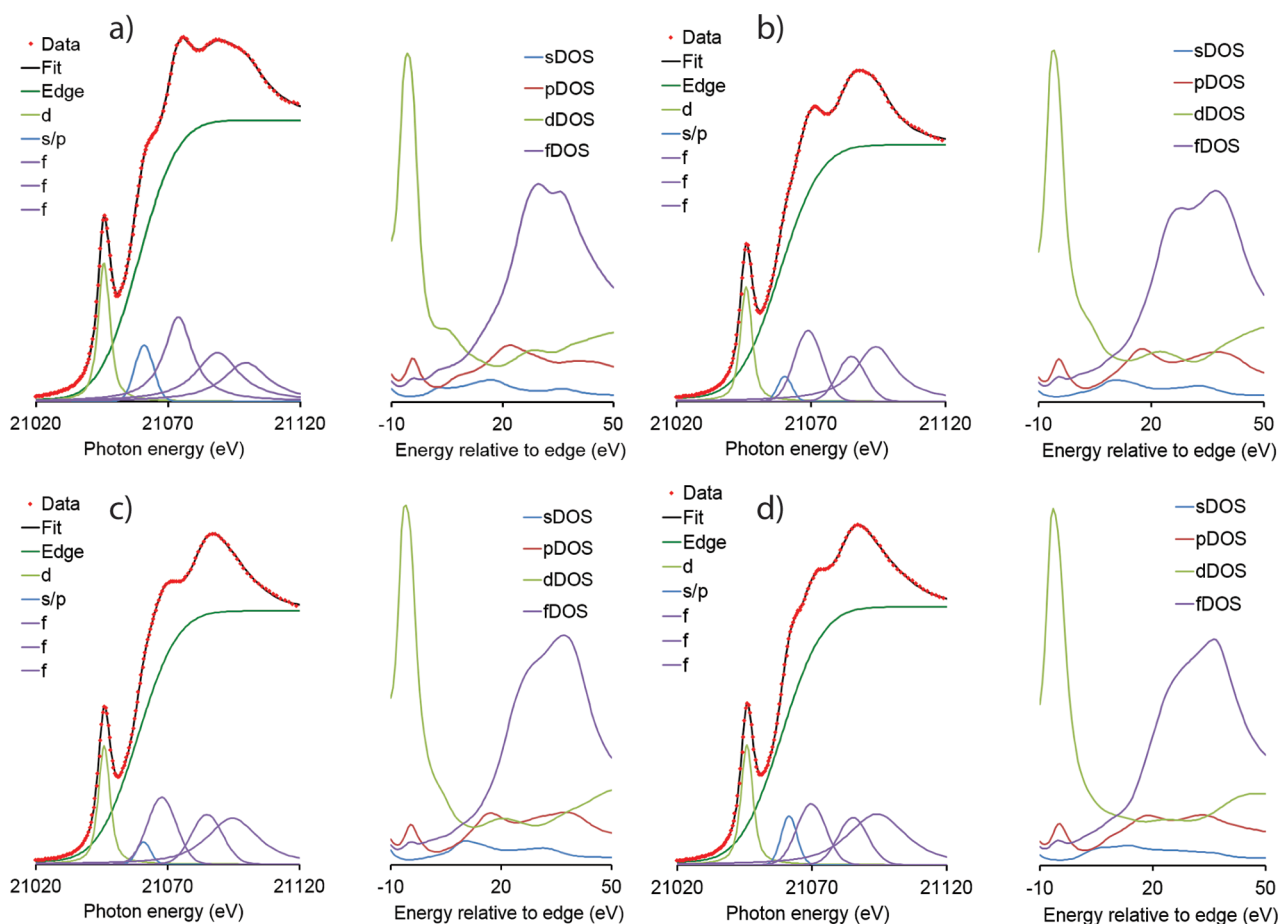 a)
Data
Fit
Edge
d
s/p
f
f
f
21020 21070 21120
Photon energy (eV)
sDOS
pDOS
dDOS
fDOS
-10 20 50
Energy relative to edge (eV)
b)
Data
Fit
Edge
d
s/p
f
f
f
21020 21070 21120
Photon energy (eV)
sDOS
pDOS
dDOS
fDOS
-10 20 50
Energy relative to edge (eV)
c)
Data
Fit
Edge
d
s/p
f
f
f
21020 21070 21120
Photon energy (eV)
sDOS
pDOS
dDOS
fDOS
-10 20 50
Energy relative to edge (eV)
d)
Data
Fit
Edge
d
s/p
f
f
f
21020 21070 21120
Photon energy (eV)
sDOS
pDOS
dDOS
fDOS
-10 20 50
Energy relative to edge (eV)